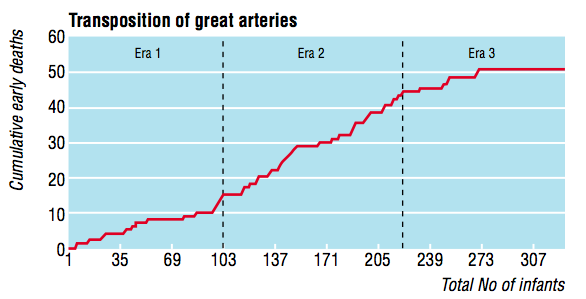 Transposition of great arteries
Cumulative early deaths
60
50
40
30
20
10
0
Era 1
Era 2
Era 3
1
35
69
103
137
171
205
239
273
307
Total No of infants